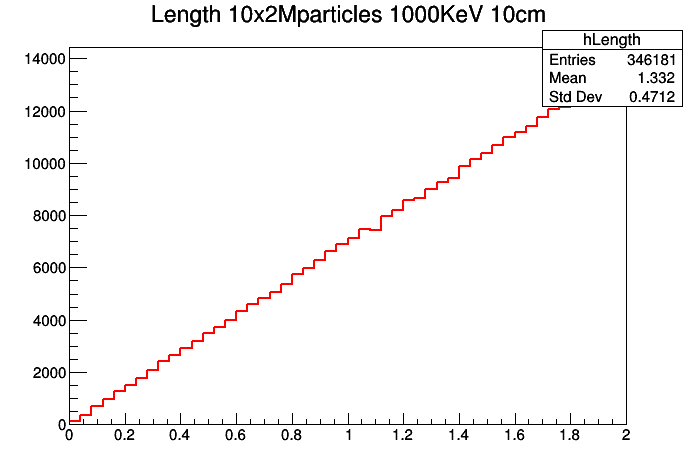 Length 10x2Mparticles 1000KeV 10cm
hLength
Entries 346181
Mean 1.332
Std Dev 0.4712
14000
12000
10000
8000
6000
4000
2000
0
0 0.2 0.4 0.6 0.8 1 1.2 1.4 1.6 1.8 2